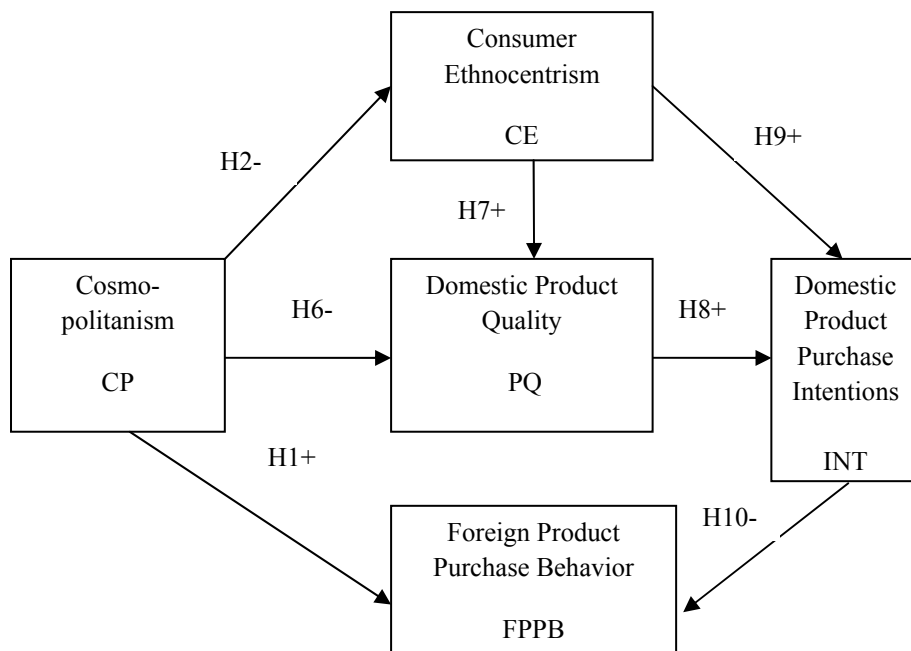 Consumer
Ethnocentrism
CE
H2-
H9+
H7+
Cosmo-
politanism
CP
H6-
Domestic Product
Quality
PQ
H8+
Domestic
Product
Purchase
Intentions
INT
H1+
H10-
Foreign Product
Purchase Behavior
FPPB